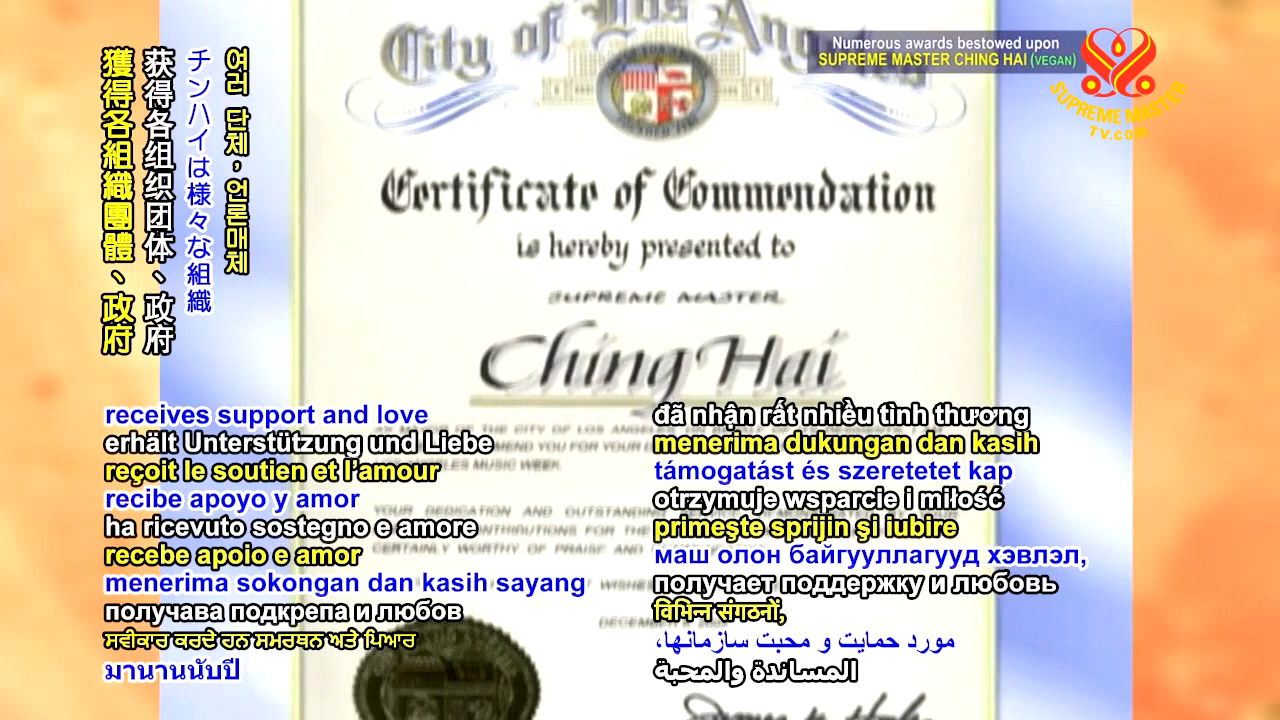 City of Los Angeles
Numerous awards bestowed upon
SUPREME MASTER CHING HAI (VEGAN)
SUPREME MASTER
TV.com
여러 단체, 언론매체
チンハイは様々な組織
获得各组织团体、政府
獲得各組織團體、政府
Certificate of Commendation
is hereby presented to
SUPREME MASTER
Ching Hai
receives support and love
erhält Unterstützung und Liebe
reçoit le soutien et l'amour
recibe apoyo y amor
ha ricevuto sostegno e amore
recebe apoio e amor
menerima sokongan dan kasih sayang
получава подкрепа и любов
ਸਵੀਕਾਰ ਕਰਦੇ ਹਨ ਸਮਰਥਨ ਅਤੇ ਪਿਆਰ
มานานนับปี
đã nhận rất nhiều tình thương
menerima dukungan dan kasih
támogatást és szeretetet kap
otrzymuje wsparcie i miłość
primeşte sprijin şi iubire
маш олон байгууллагууд хэвлэл,
получает поддержку и любовь
विभिन्न संगठनों,
مورد حمایت و محبت سازمانها،
المساندة والمحبة